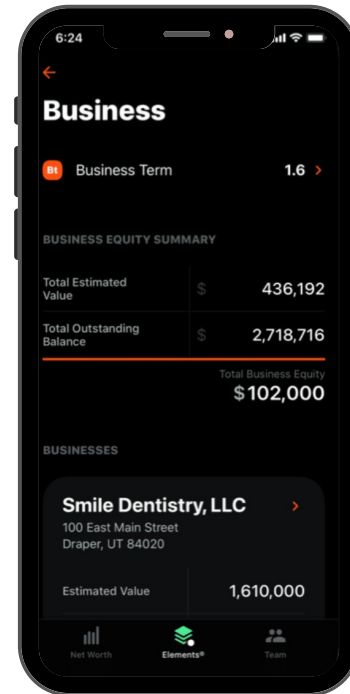 6:24
Business
Bt Business Term 1.6
BUSINESS EQUITY SUMMARY
Total Estimated
Value
$ 436,192
Total Outstanding
Balance
$ 2,718,716
Total Business Equity
$102,000
BUSINESSES
Smile Dentistry, LLC
100 East Main Street
Draper, UT 84020
Estimated Value 1,610,000
Net Worth Elements® Team